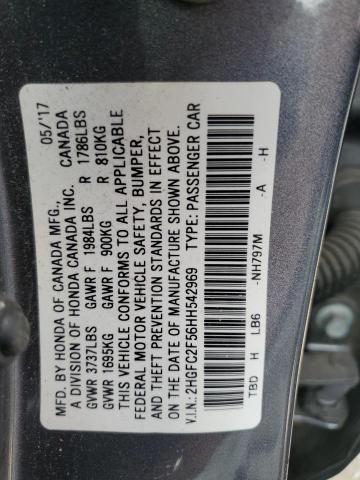 MFD. BY HONDA OF CANADA MFG., 05/'17
A DIVISION OF HONDA CANADA INC. CANADA
GVWR 3737LBS GAWR F 1984LBS R 1786LBS
GVWR 1695KG GAWR F 900KG R 810KG
THIS VEHICLE CONFORMS TO ALL APPLICABLE
FEDERAL MOTOR VEHICLE SAFETY, BUMPER,
AND THEFT PREVENTION STANDARDS IN EFFECT
ON THE DATE OF MANUFACTURE SHOWN ABOVE.
V.I.N.: 2HGFC2F56HH542969 TYPE: PASSENGER CAR
TBD H LB6 -NH797M -A -H